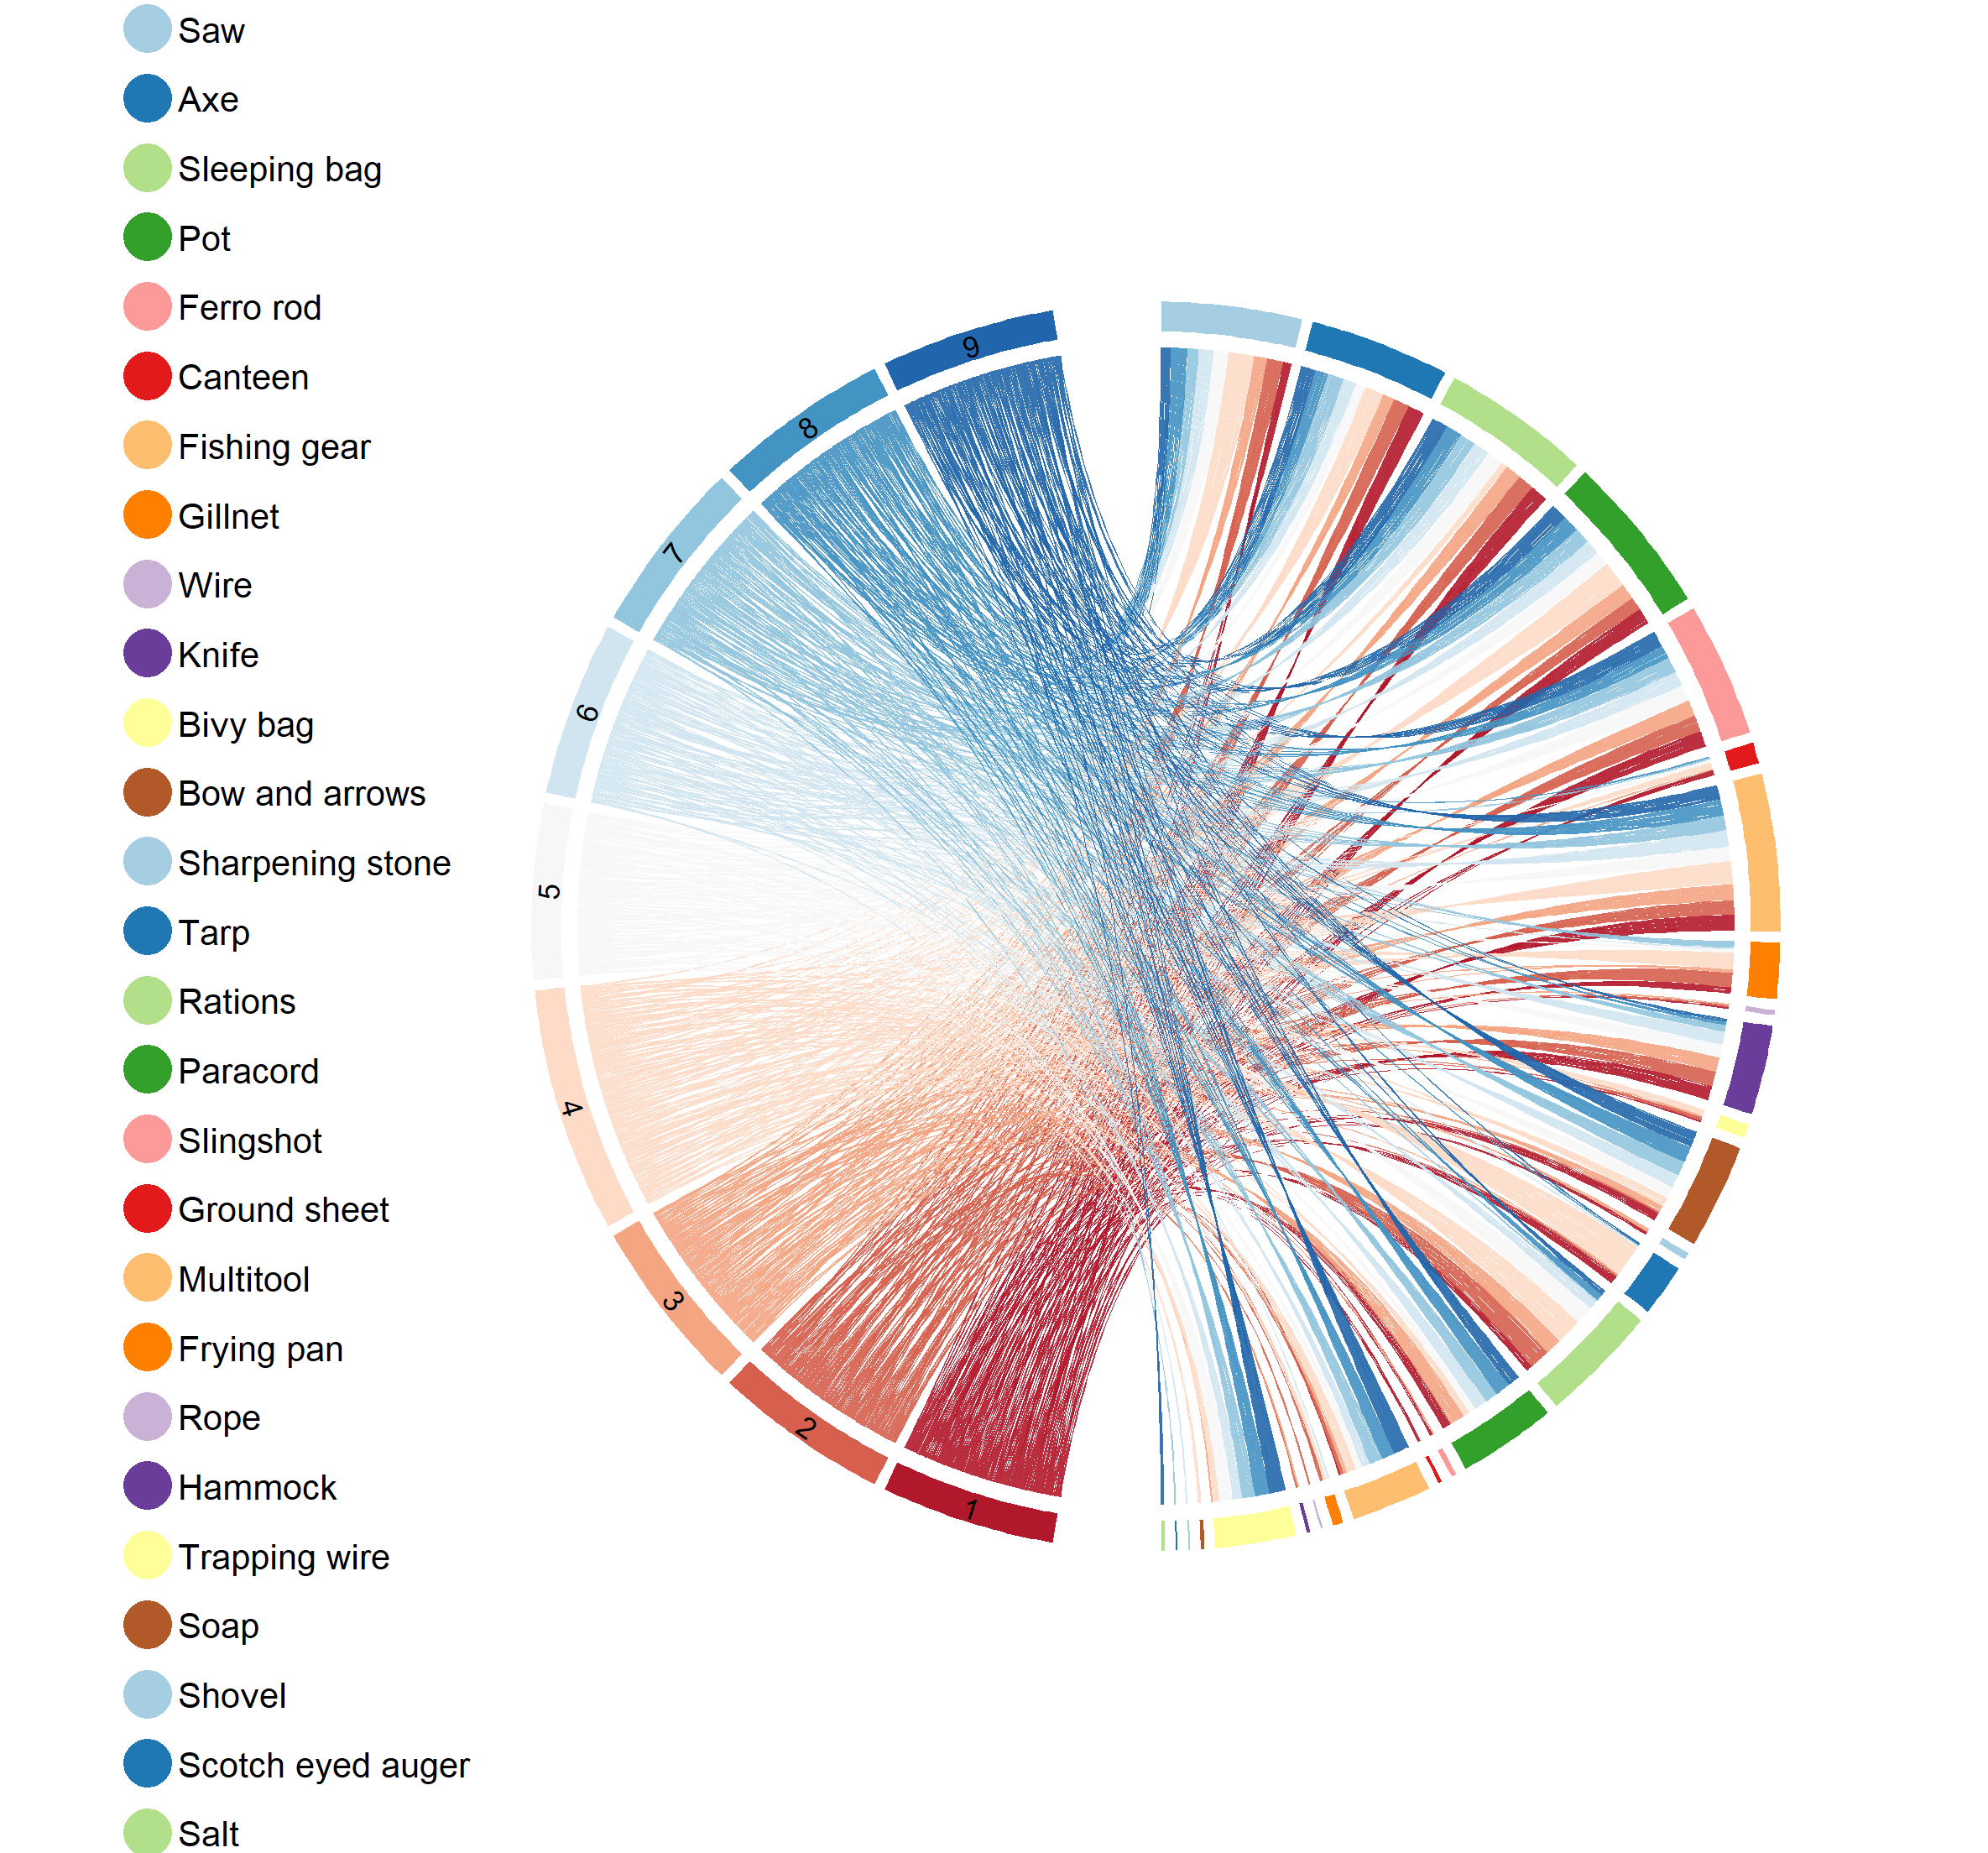 Saw
Axe
Sleeping bag
Pot
Ferro rod
Canteen
Fishing gear
Gillnet
Wire
Knife
Bivy bag
Bow and arrows
Sharpening stone
Tarp
Rations
Paracord
Slingshot
Ground sheet
Multitool
Frying pan
Rope
Hammock
Trapping wire
Soap
Shovel
Scotch eyed auger
Salt
9
8
7
6
5
4
3
2
1